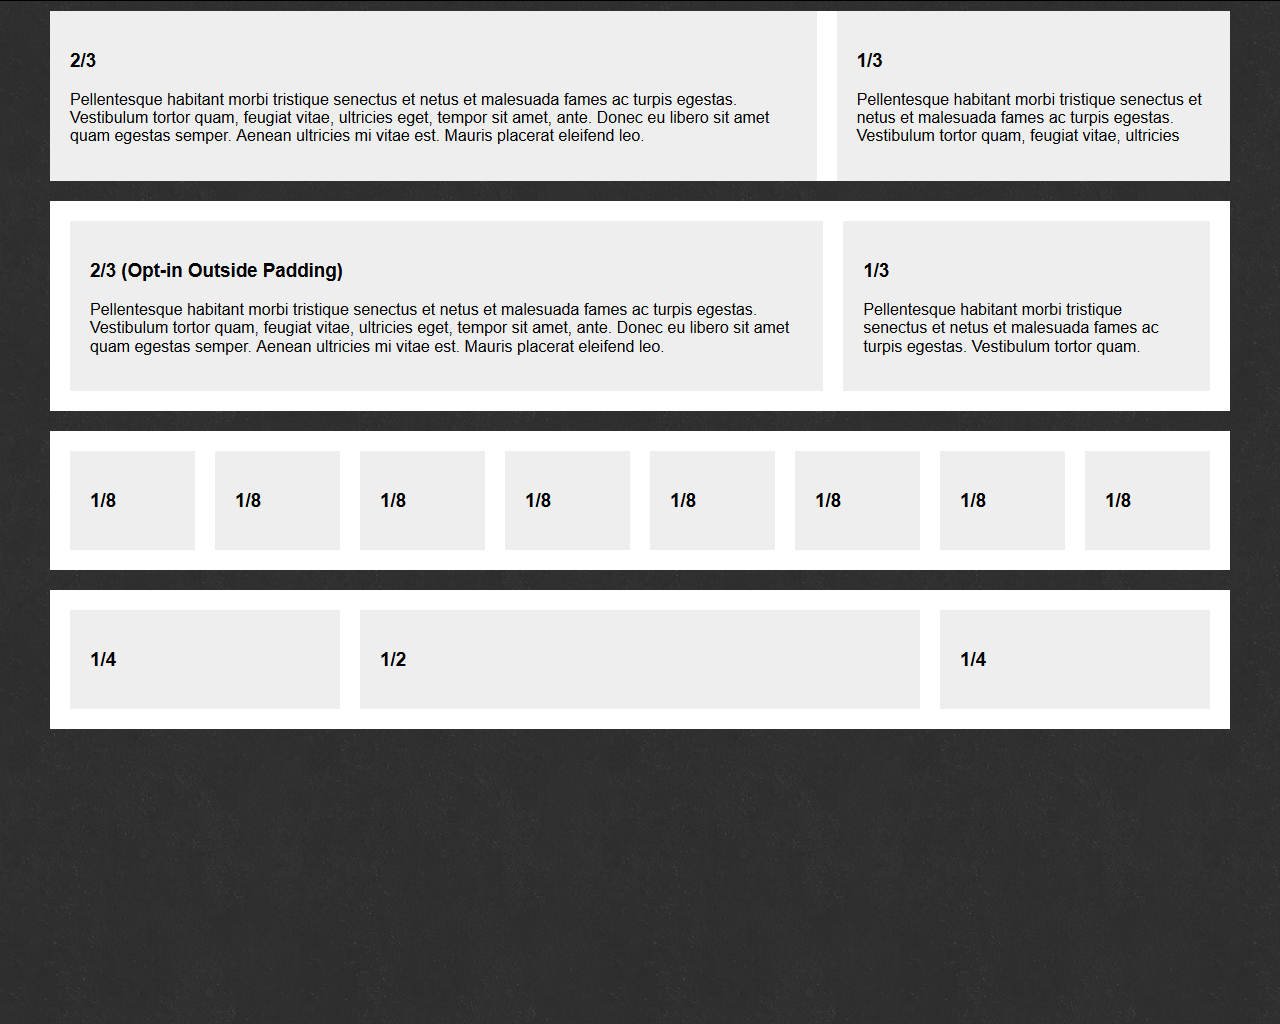 2/3
Pellentesque habitant morbi tristique senectus et netus et malesuada fames ac turpis egestas.
Vestibulum tortor quam, feugiat vitae, ultricies eget, tempor sit amet, ante. Donec eu libero sit amet
quam egestas semper. Aenean ultricies mi vitae est. Mauris placerat eleifend leo.
1/3
Pellentesque habitant morbi tristique senectus et
netus et malesuada fames ac turpis egestas.
Vestibulum tortor quam, feugiat vitae, ultricies
2/3 (Opt-in Outside Padding)
Pellentesque habitant morbi tristique senectus et netus et malesuada fames ac turpis egestas.
Vestibulum tortor quam, feugiat vitae, ultricies eget, tempor sit amet, ante. Donec eu libero sit amet
quam egestas semper. Aenean ultricies mi vitae est. Mauris placerat eleifend leo.
1/3
Pellentesque habitant morbi tristique
senectus et netus et malesuada fames ac
turpis egestas. Vestibulum tortor quam.
1/8
1/8
1/8
1/8
1/8
1/8
1/8
1/8
1/4
1/2
1/4